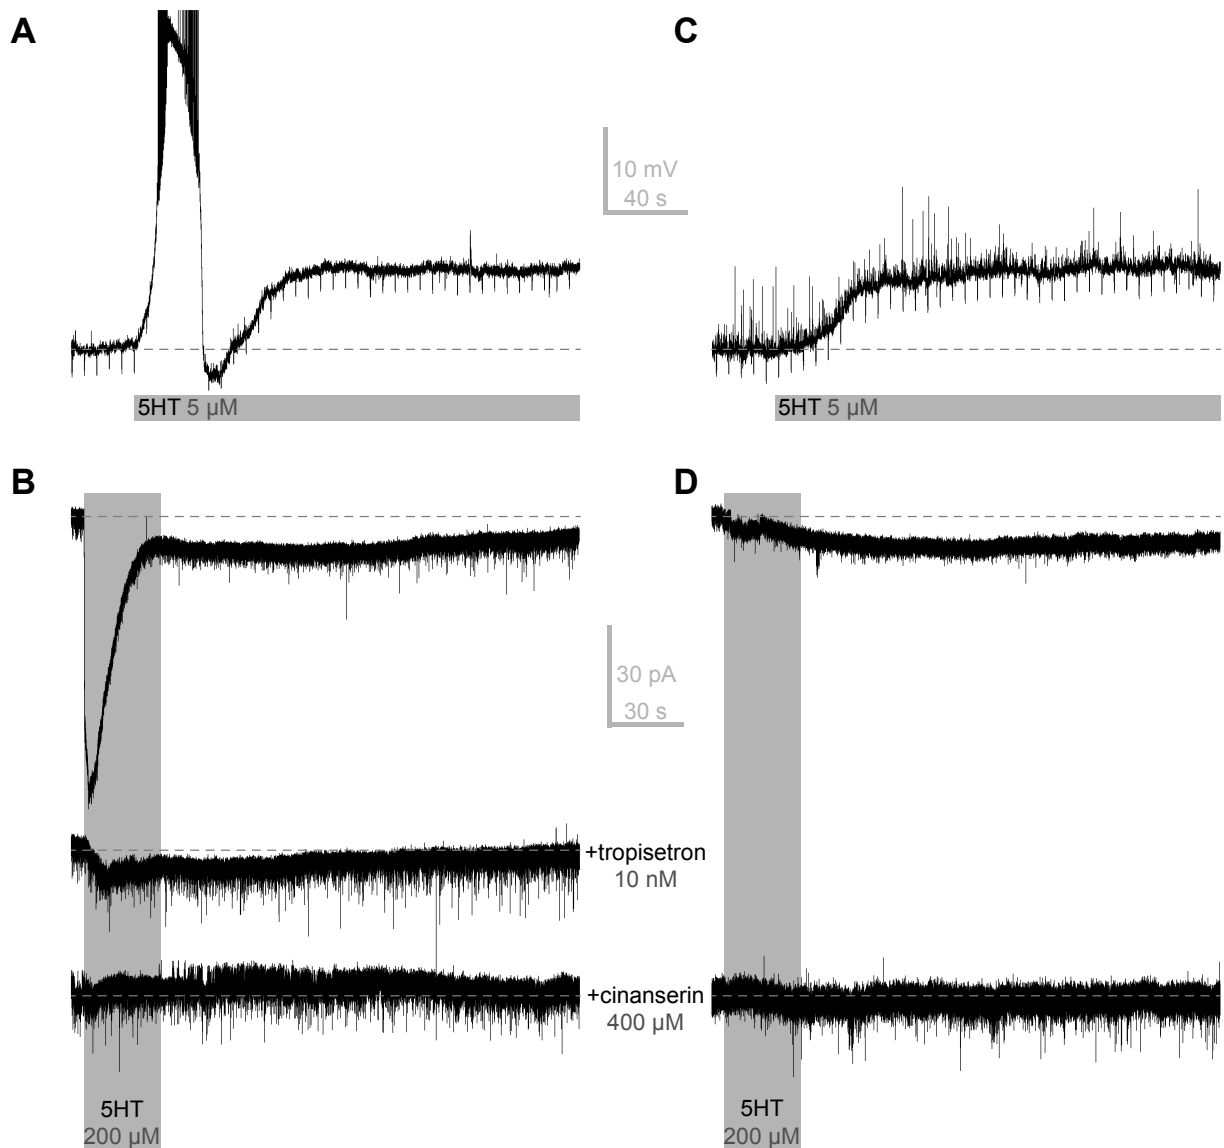 A
C
10 mV
40 s
5HT 5 µM
5HT 5 µM
B
D
30 pA
30 s
+tropisetron
10 nM
+cinanserin
400 µM
5HT
200 µM
5HT
200 µM